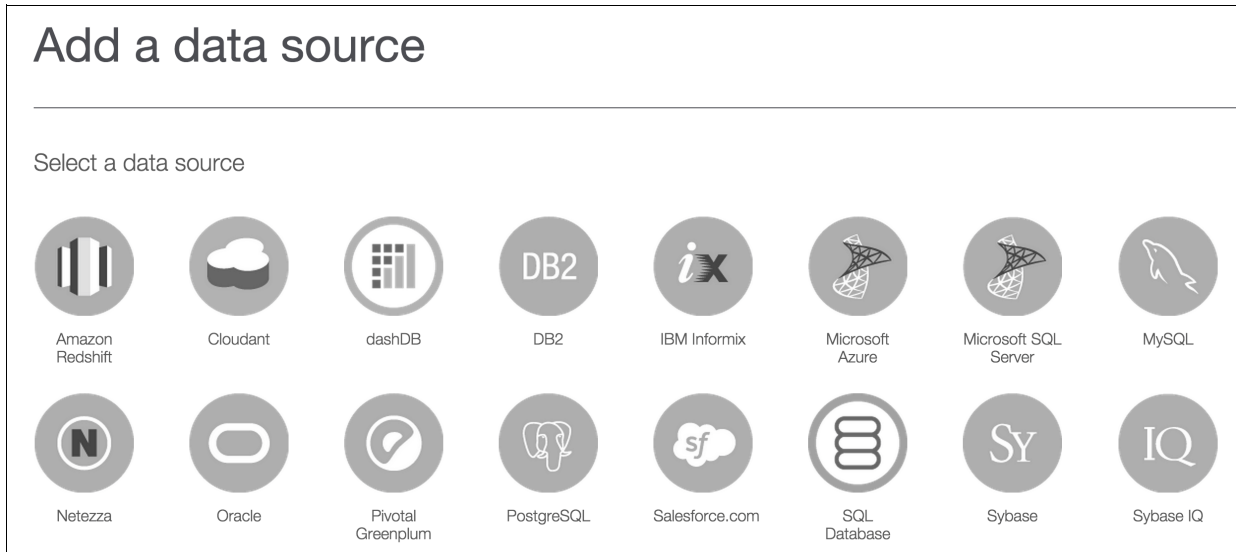 Add a data source
Select a data source
DB2
ix
Amazon
Redshift
Cloudant
dashDB
DB2
IBM Informix
Microsoft
Azure
Microsoft SQL
Server
MySQL
N
sf
SY
IQ
Netezza
Oracle
Pivotal
Greenplum
PostgreSQL
Salesforce.com
SQL
Database
Sybase
Sybase IQ